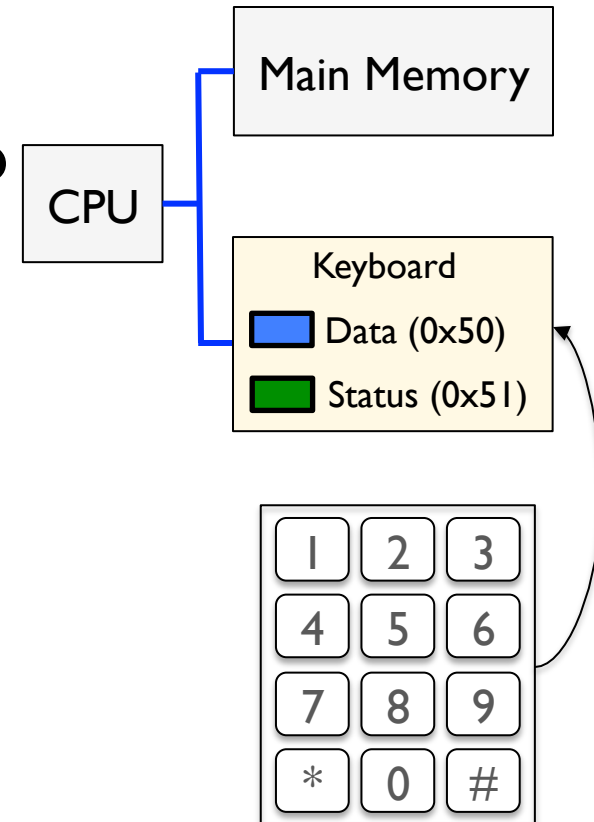 Main Memory
CPU
Keyboard
Data (0x50)
Status (0x51)
1 2 3
4 5 6
7 8 9
* 0 #